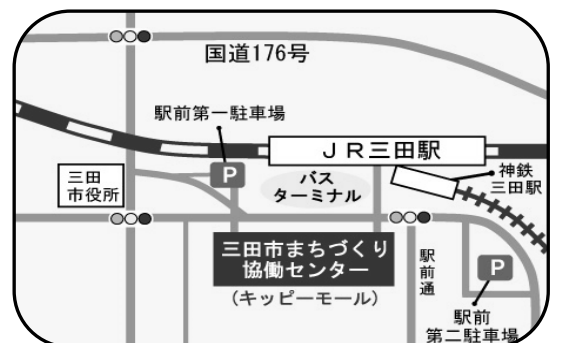 国道176号
駅前第一駐車場
P
JR三田駅
神鉄
三田駅
三田
市役所
バス
ターミナル
三田市まちづくり
協働センター
(キッピーモール)
駅前通
P
駅前
第二駐車場